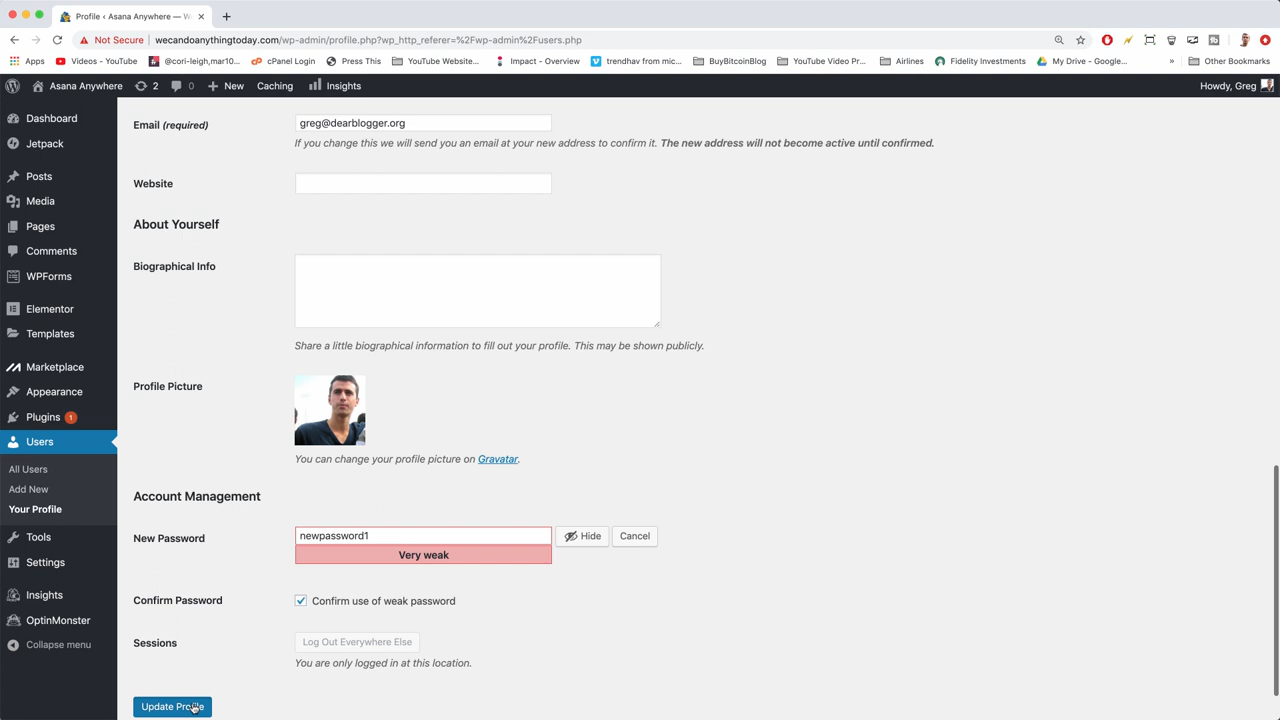 Profile ‹ Asana Anywhere — W
Not Secure wecandoanythingtoday.com/wp-admin/profile.php?wp_http_referer=%2Fwp-admin%2Fusers.php
Apps Videos - YouTube @cori-leigh,mar10... cPanel Login Press This YouTube Website... Impact - Overview trendhav from mic... BuyBitcoinBlog YouTube Video Pr... Airlines Fidelity Investments My Drive - Google... » Other Bookmarks
Asana Anywhere 2 0 New Caching Insights Howdy, Greg
Dashboard
Jetpack
Posts
Media
Pages
Comments
WPForms
Elementor
Templates
Marketplace
Appearance
Plugins 1
Users
All Users
Add New
Your Profile
Tools
Settings
Insights
OptinMonster
Collapse menu
Email (required) greg@dearblogger.org
If you change this we will send you an email at your new address to confirm it. The new address will not become active until confirmed.
Website
About Yourself
Biographical Info
Share a little biographical information to fill out your profile. This may be shown publicly.
Profile Picture
You can change your profile picture on Gravatar.
Account Management
New Password newpassword1 Hide Cancel
Very weak
Confirm Password Confirm use of weak password
Sessions Log Out Everywhere Else
You are only logged in at this location.
Update Profile